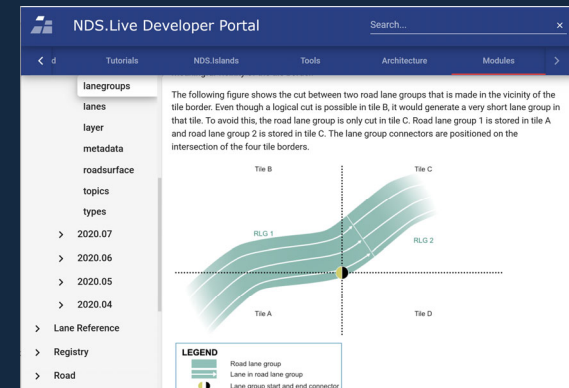 NDS.Live Developer Portal
Search...
×
d
Tutorials
NDS.Islands
Tools
Architecture
Modules
lanegroups
lanes
layer
metadata
roadsurface
topics
types
2020.07
2020.06
2020.05
2020.04
Lane Reference
Registry
Road
The following figure shows the cut between two road lane groups that is made in the vicinity of the
tile border. Even though a logical cut is possible in tile B, it would generate a very short lane group in
that tile. To avoid this, the road lane group is only cut in tile C. Road lane group 1 is stored in tile A
and road lane group 2 is stored in tile C. The lane group connectors are positioned on the
intersection of the four tile borders.
Tile B
Tile C
RLG 1
RLG 2
Tile A
Tile D
LEGEND
Road lane group
Lane in road lane group
Lane group start and end connector